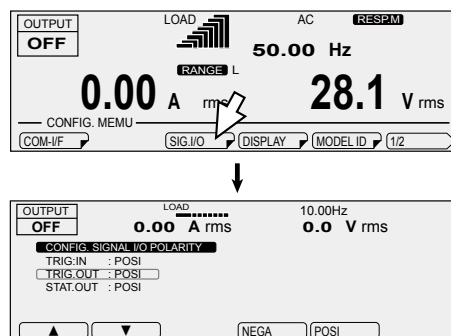 OUTPUT
OFF
LOAD
AC RESP.M
50.00 Hz
RANGE L
0.00 A rms 28.1 V rms
CONFIG. MEMU
COM-I/F SIG.I/O DISPLAY MODEL ID 1/2
OUTPUT
OFF
LOAD
0.00 A rms
10.00Hz
0.0 V rms
CONFIG. SIGNAL I/O POLARITY
TRIG:IN : POSI
TRIG.OUT : POSI
STAT.OUT : POSI
NEGA POSI